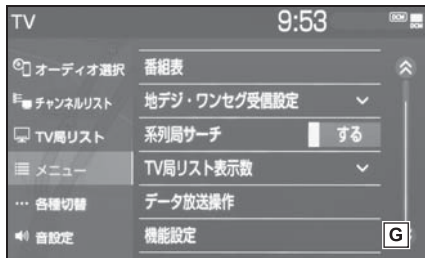 TV 9:53 DCM
オーディオ選択
チャンネルリスト
TV局リスト
メニュー
各種切替
音設定
番組表
地デジ・ワンセグ受信設定
系列局サーチ する
TV局リスト表示数
データ放送操作
機能設定
G